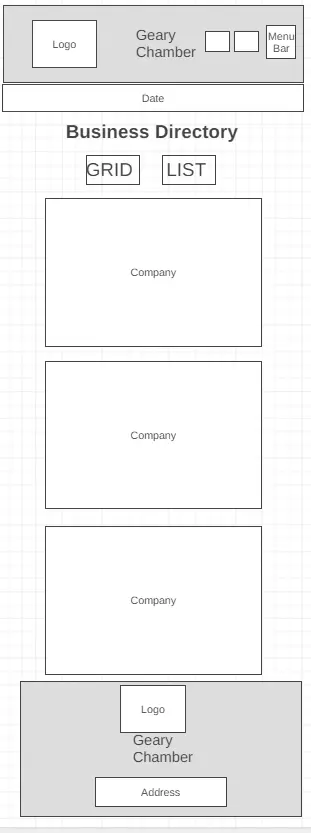 Logo
Geary
Chamber
Menu
Bar
Date
Business Directory
GRID
LIST
Company
Company
Company
Logo
Geary
Chamber
Address